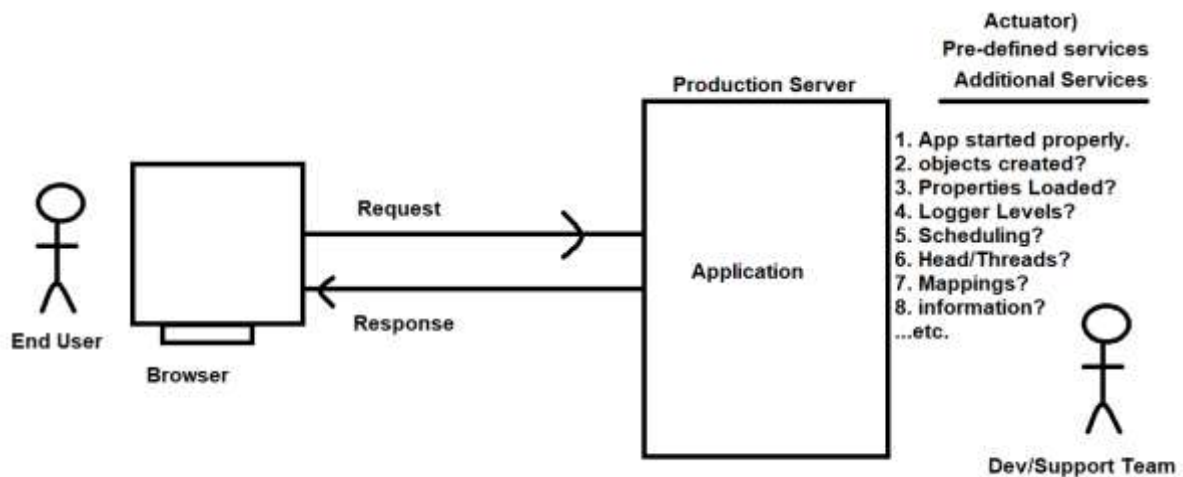 Actuator)
Pre-defined services
Additional Services
Production Server
1. App started properly.
2. objects created?
3. Properties Loaded?
4. Logger Levels?
5. Scheduling?
6. Head/Threads?
7. Mappings?
8. information?
...etc.
Request
Application
Response
End User
Browser
Dev/Support Team